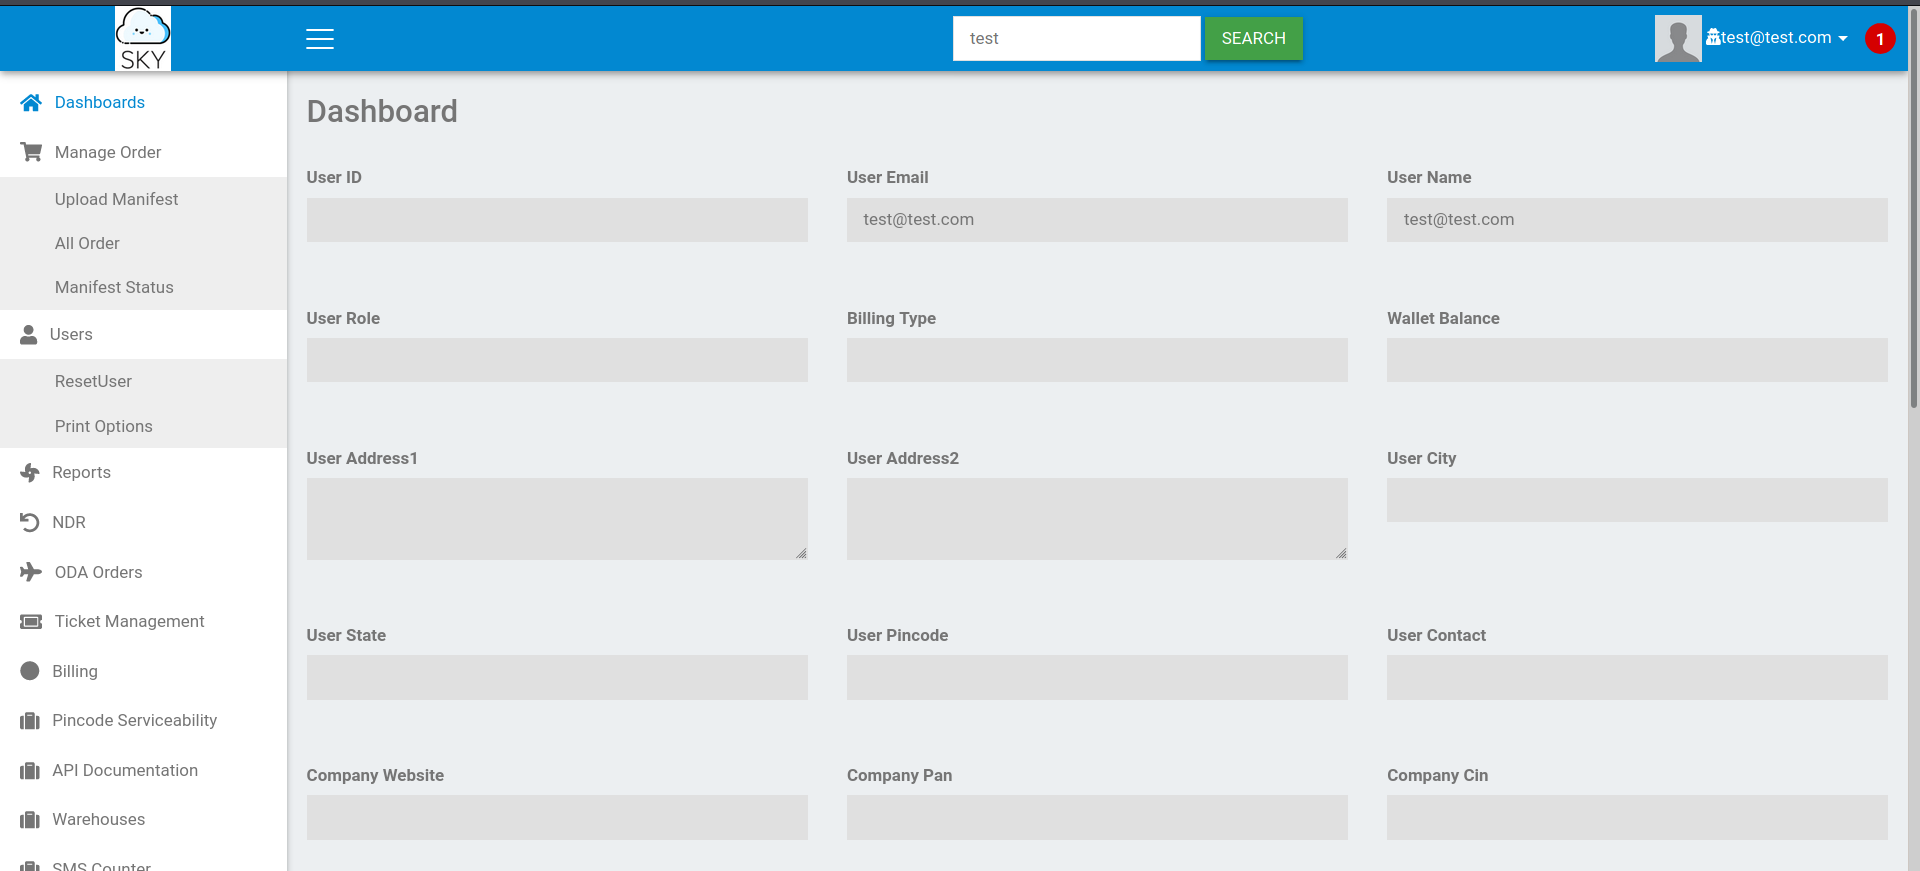 SKY
test
SEARCH
test@test.com
1
Dashboards
Manage Order
Upload Manifest
All Order
Manifest Status
Users
ResetUser
Print Options
Reports
NDR
ODA Orders
Ticket Management
Billing
Pincode Serviceability
API Documentation
Warehouses
SMS Counter
Dashboard
User ID
User Email
User Name
test@test.com
test@test.com
User Role
Billing Type
Wallet Balance
User Address1
User Address2
User City
User State
User Pincode
User Contact
Company Website
Company Pan
Company Cin